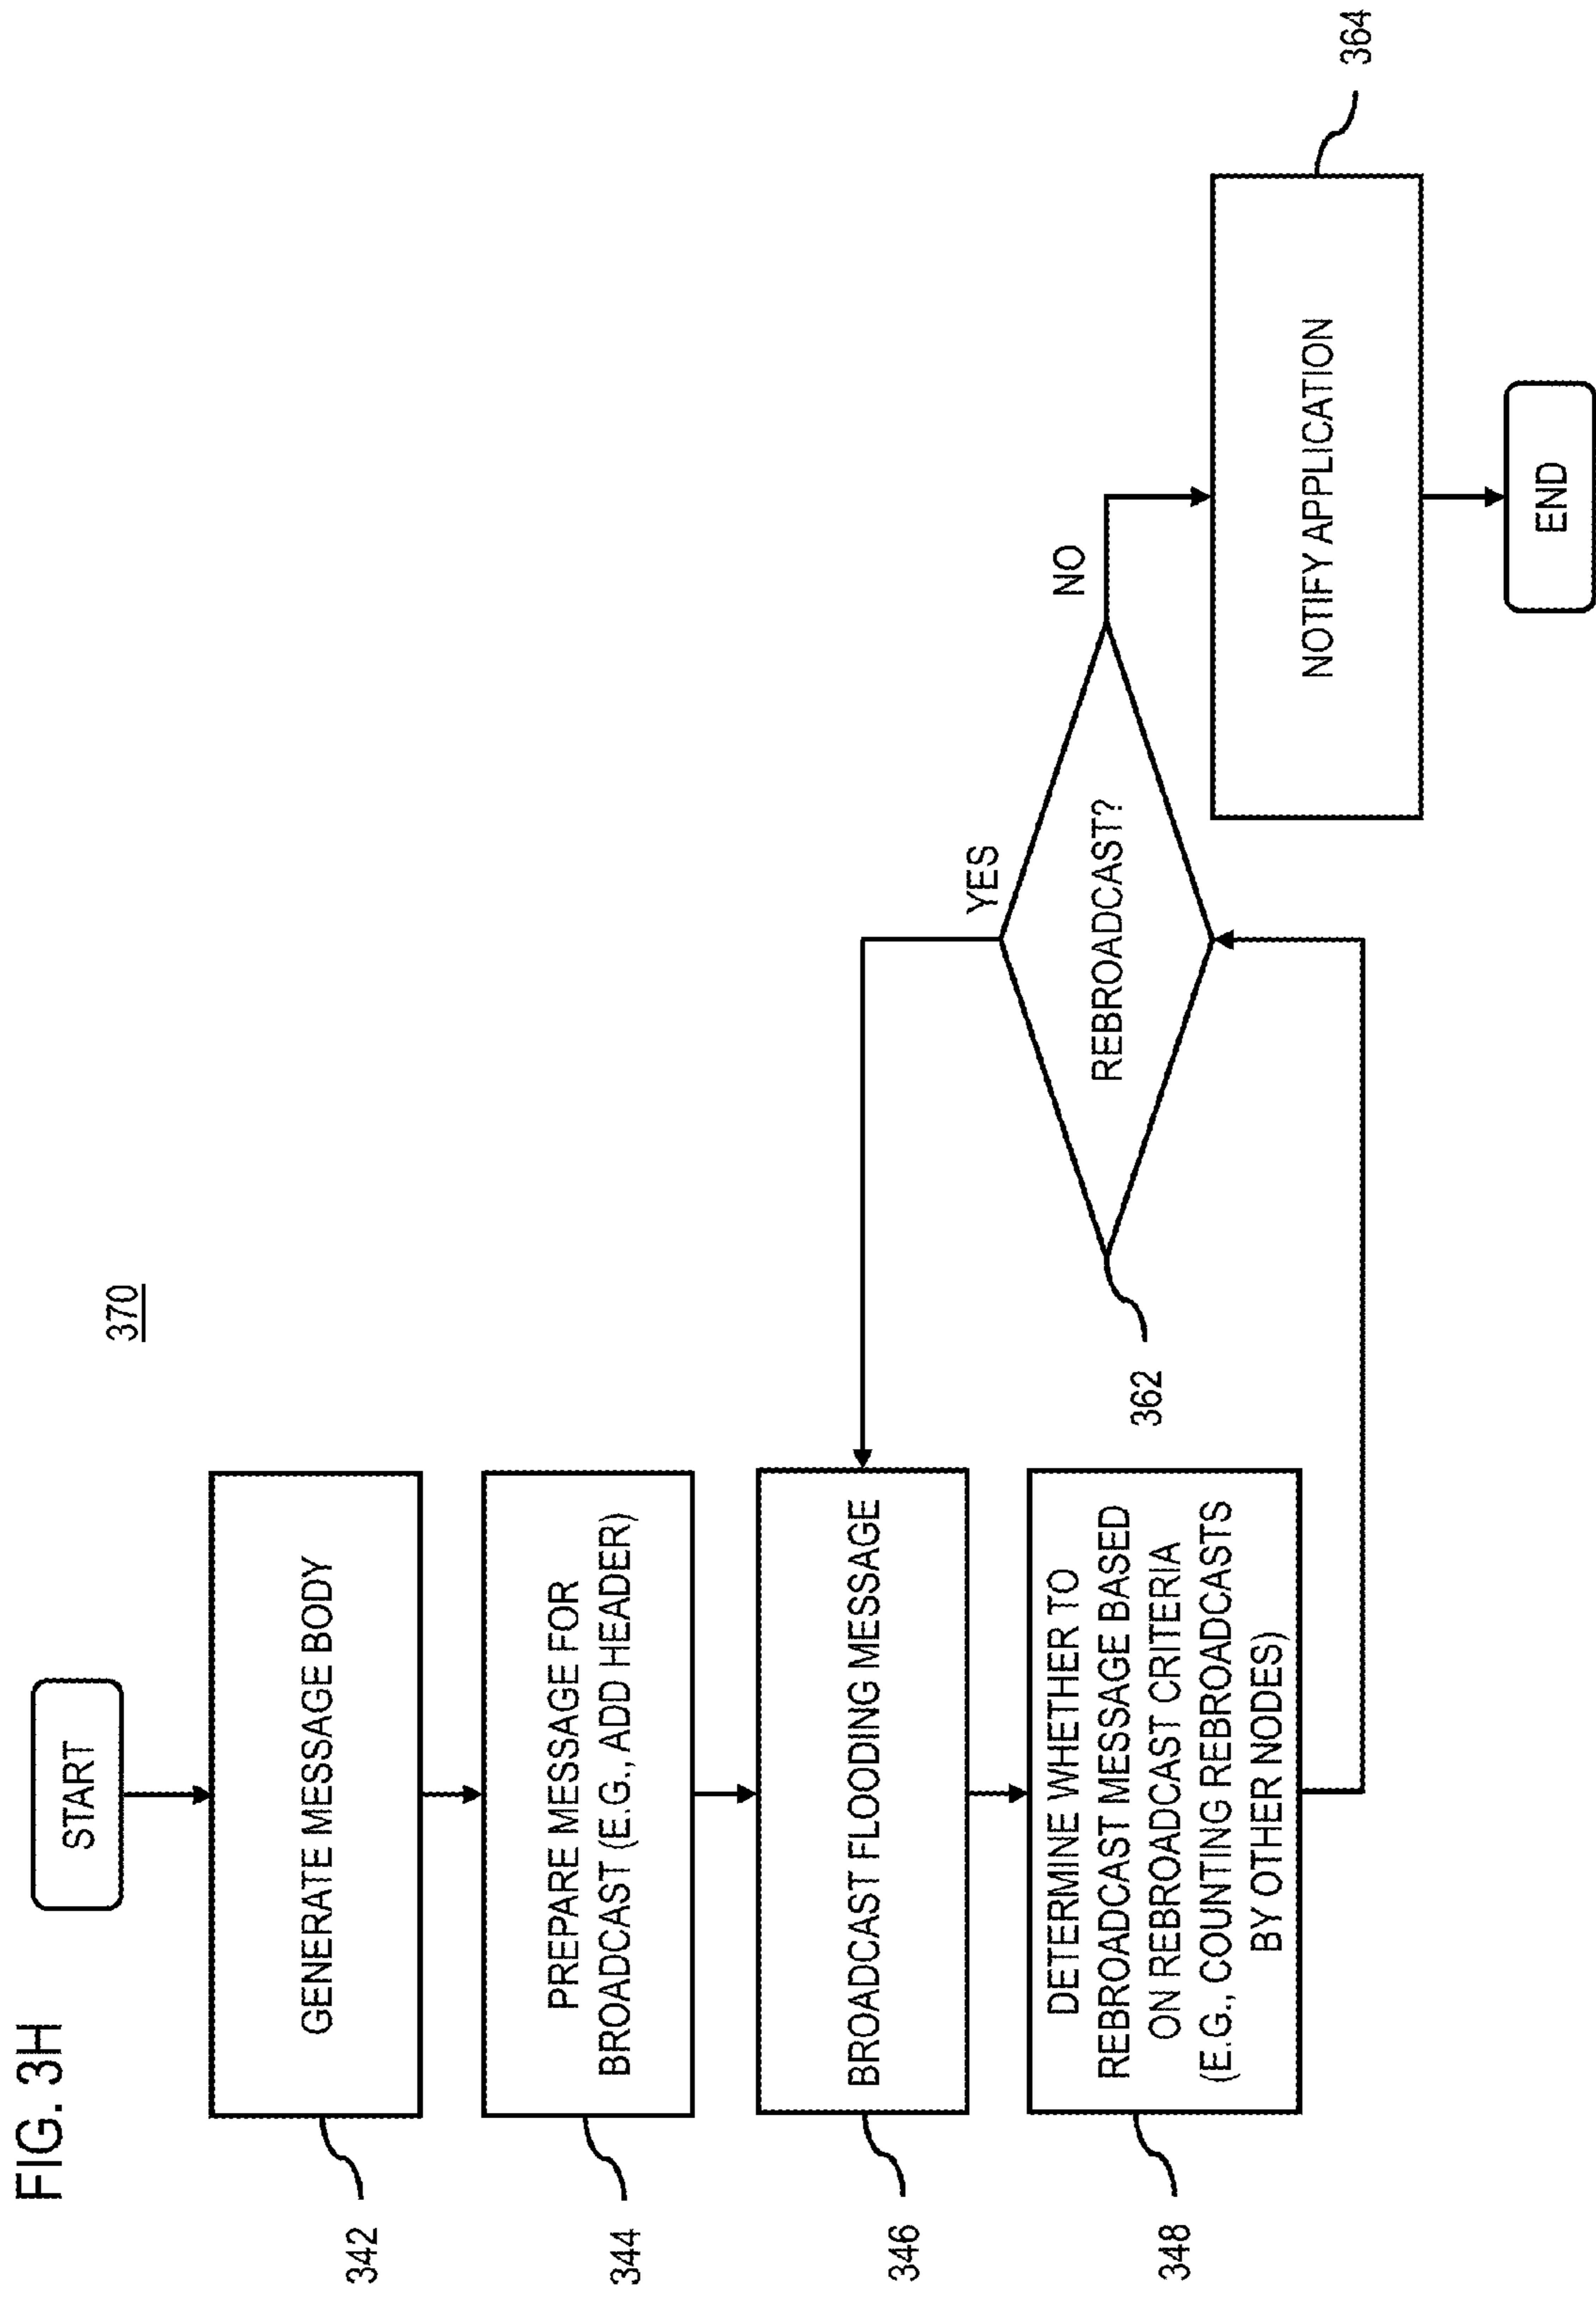 FIG. 3H
370
START
342
GENERATE MESSAGE BODY
344
PREPARE MESSAGE FOR
BROADCAST (E.G., ADD HEADER)
346
BROADCAST FLOODING MESSAGE
348
DETERMINE WHETHER TO
REBROADCAST MESSAGE BASED
ON REBROADCAST CRITERIA
(E.G., COUNTING REBROADCASTS
BY OTHER NODES)
362
REBROADCAST?
YES
NO
NOTIFY APPLICATION
364
END